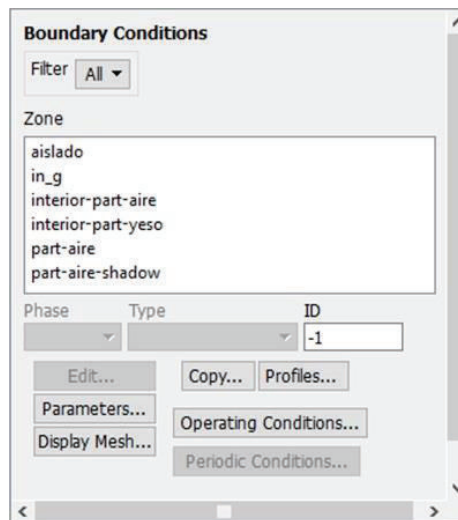 Boundary Conditions
Filter All
Zone
aislado
in_g
interior-part-aire
interior-part-yeso
part-aire
part-aire-shadow
Phase Type ID
-1
Edit... Copy... Profiles...
Parameters...
Operating Conditions...
Display Mesh...
Periodic Conditions...